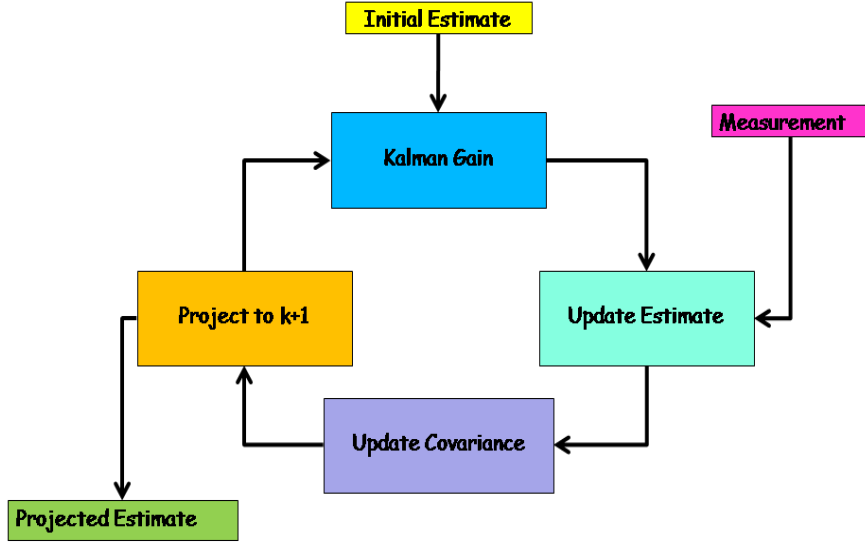 Initial Estimate
Measurement
Kalman Gain
Project to k+1
Update Estimate
Update Covariance
Projected Estimate